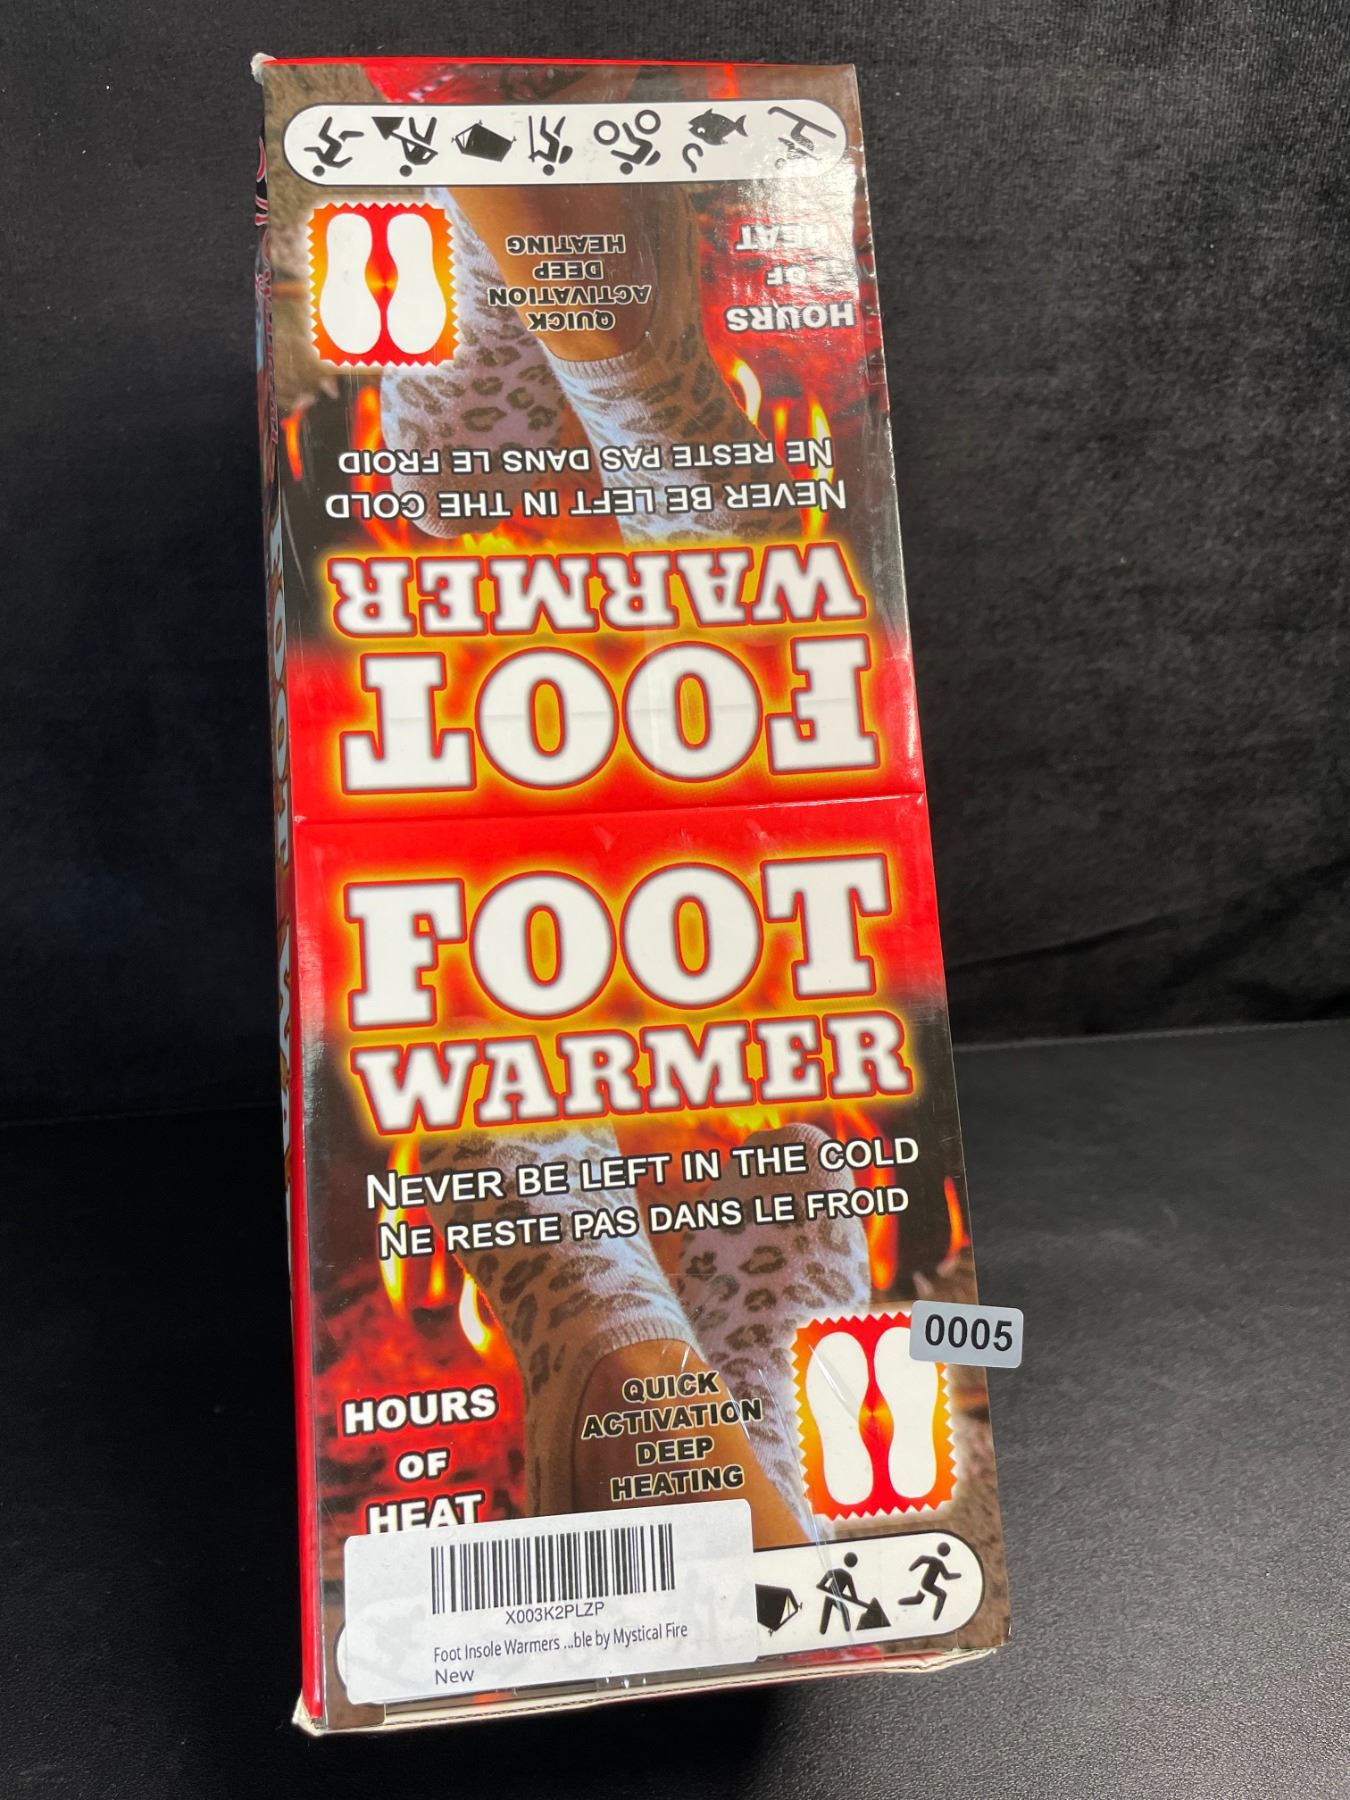 HOURS
OF
HEAT
QUICK
ACTIVATION
DEEP
HEATING
NEVER BE LEFT IN THE COLD
NE RESTE PAS DANS LE FROID
FOOT
WARMER
FOOT
WARMER
NEVER BE LEFT IN THE COLD
NE RESTE PAS DANS LE FROID
0005
HOURS
OF
HEAT
QUICK
ACTIVATION
DEEP
HEATING
X003K2PLZP
Foot Insole Warmers ...ble by Mystical Fire
New